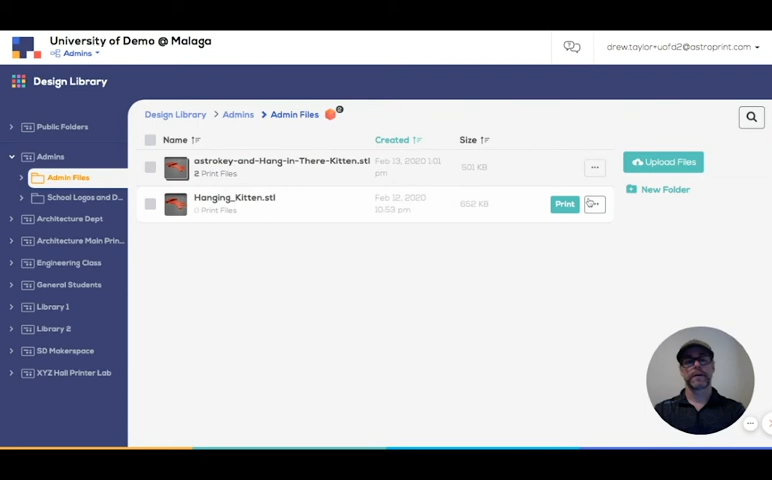 University of Demo @ Malaga
Admins
drew.taylor+uofa2@astroprint.com
Design Library
Public Folders
Admins
Admin Files
School Logos and D...
Architecture Dept
Architecture Main Prin...
Engineering Class
General Students
Library 1
Library 2
SD Makerspace
XYZ Hall Printer Lab
Design Library > Admins > Admin Files 2
Name Created Size
astrokey-and-Hang-in-There-Kitten.stl
2 Print Files
Feb 13, 2020 1:01
pm
501 KB
Hanging_Kitten.stl
0 Print Files
Feb 12, 2020
10:53 pm
652 KB
Print
Upload Files
New Folder